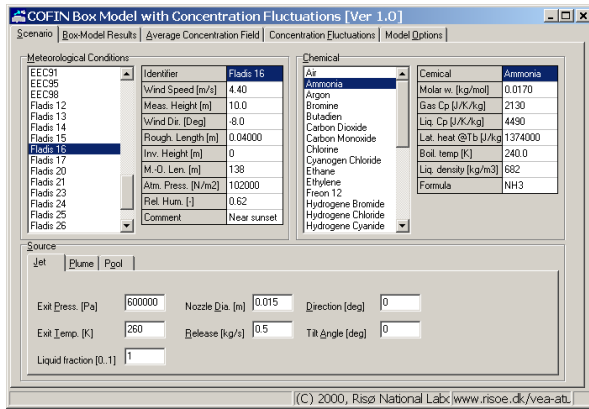 COFIN Box Model with Concentration Fluctuations [Ver 1.0]
Scenario Box-Model Results Average Concentration Field Concentration Fluctuations Model Options
Meteorological Conditions
EEC91
EEC95
EEC98
Fladis 12
Fladis 13
Fladis 14
Fladis 15
Fladis 16
Fladis 17
Fladis 20
Fladis 21
Fladis 23
Fladis 24
Fladis 25
Fladis 26
Identifier Fladis 16
Wind Speed [m/s] 4.40
Meas. Height [m] 10.0
Wind Dir. [Deg] -8.0
Rough. Length [m] 0.04000
Inv. Height [m] 0
M.-O. Len. [m] 138
Atm. Press. [N/m2] 102000
Rel. Hum. [-] 0.62
Comment Near sunset
Chemical
Air
Ammonia
Argon
Bromine
Butadien
Carbon Dioxide
Carbon Monoxide
Chlorine
Cyanogen Chloride
Ethane
Ethylene
Freon 12
Hydrogene Bromide
Hydrogene Chloride
Hydrogene Cyanide
Cemical Ammonia
Molar w. [kg/mol] 0.0170
Gas Cp [J/K/kg] 2130
Liq. Cp [J/K/kg] 4490
Lat. heat @Tb [J/kg 1374000
Boil. temp [K] 240.0
Liq. density [kg/m3] 682
Formula NH3
Source
Jet Plume Pool
Exit Press. [Pa] 600000 Nozzle Dia. [m] 0.015 Direction [deg] 0
Exit Temp. [K] 260 Release [kg/s] 0.5 Tilt Angle [deg] 0
Liquid fraction [0..1] 1
(C) 2000, Risø National Labc www.risoe.dk/vea-atu